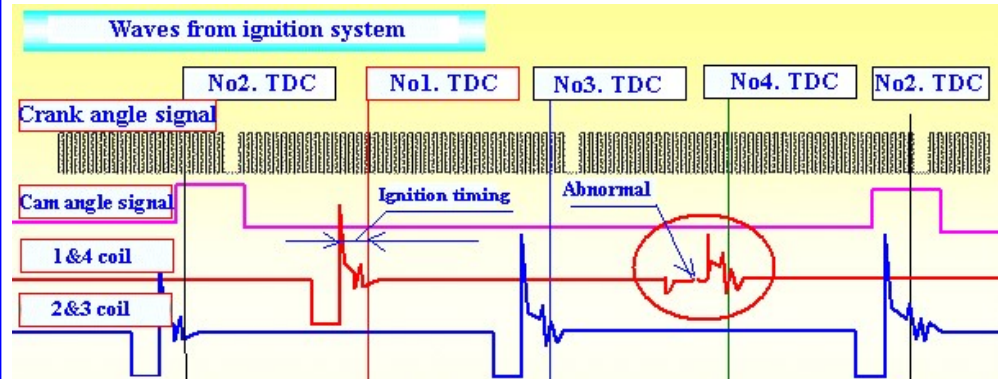 Waves from ignition system
No2. TDC
No1. TDC
No3. TDC
No4. TDC
No2. TDC
Crank angle signal
Cam angle signal
Ignition timing
Abnormal
1&4 coil
2&3 coil